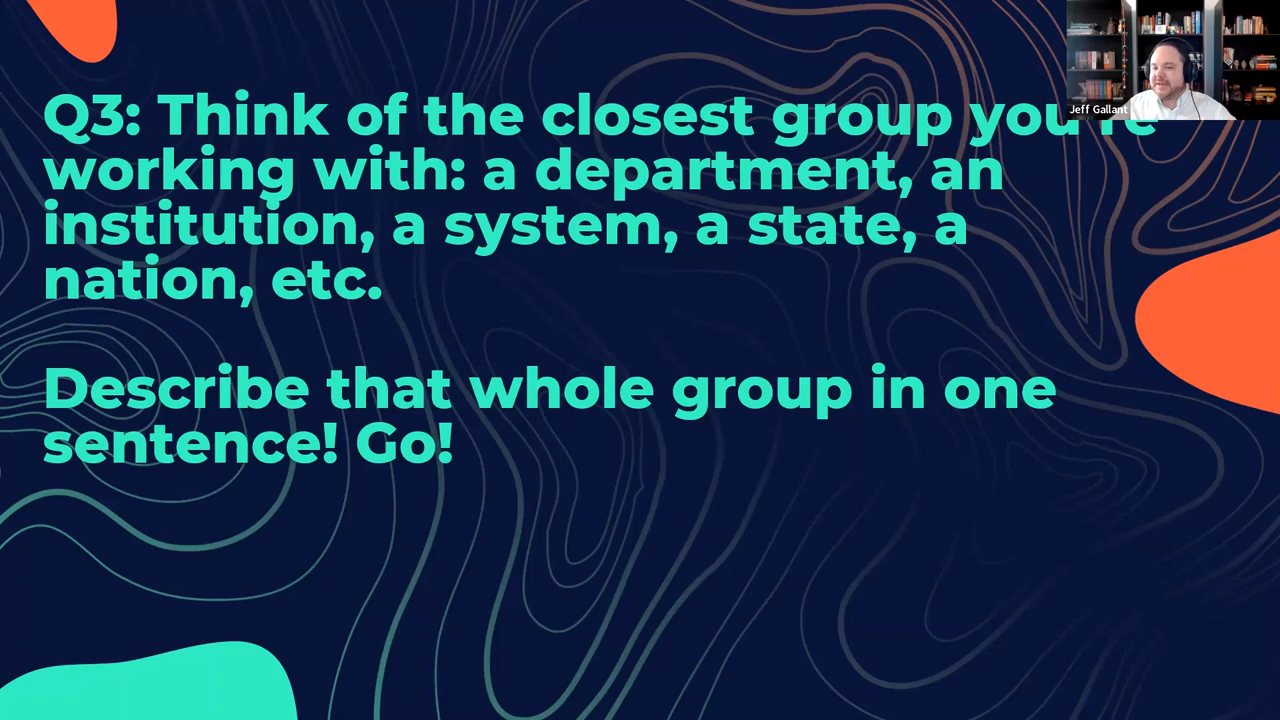 Q3: Think of the closest group you're
working with: a department, an
institution, a system, a state, a
nation, etc.
Describe that whole group in one
sentence! Go!
Jeff Gallant